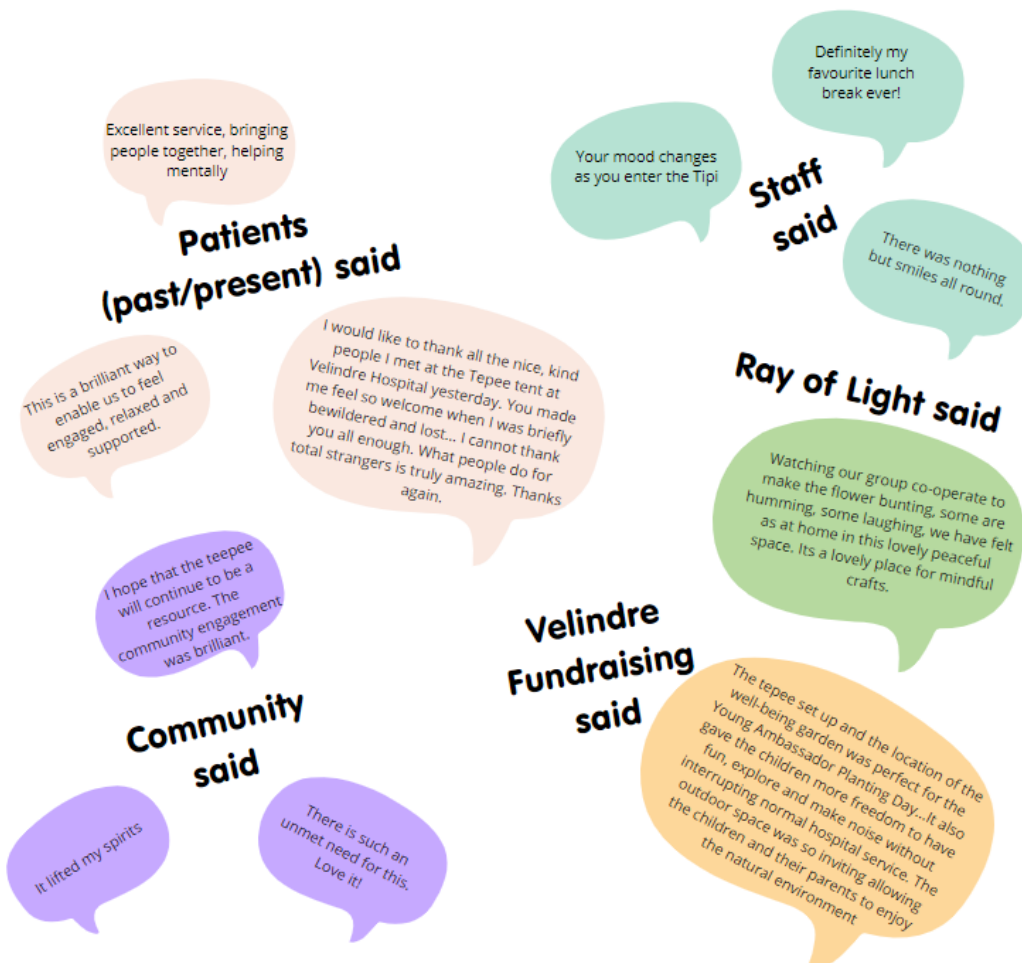 Excellent service, bringing
people together, helping
mentally
Patients
(past/present) said
This is a brilliant way to
enable us to feel
engaged, relaxed and
supported.
I would like to thank all the nice, kind
people I met at the Tepee tent at
Velindre Hospital yesterday. You made
me feel so welcome when I was briefly
bewildered and lost... I cannot thank
you all enough. What people do for
total strangers is truly amazing. Thanks
again.
Definitely my
favourite lunch
break ever!
Your mood changes
as you enter the Tipi
Staff
said
There was nothing
but smiles all round.
Ray of Light said
Watching our group co-operate to
make the flower bunting, some are
humming, some laughing, we have felt
as at home in this lovely peaceful
space. Its a lovely place for mindful
crafts.
I hope that the teepee
will continue to be a
resource. The
community engagement
was brilliant.
Community
said
It lifted my spirits
There is such an
unmet need for this.
Love it!
Velindre
Fundraising
said
The tepee set up and the location of the
well-being garden was perfect for the
Young Ambassador Planting Day...It also
gave the children more freedom to have
fun, explore and make noise without
interrupting normal hospital service. The
outdoor space was so inviting allowing
the children and their parents to enjoy
the natural environment